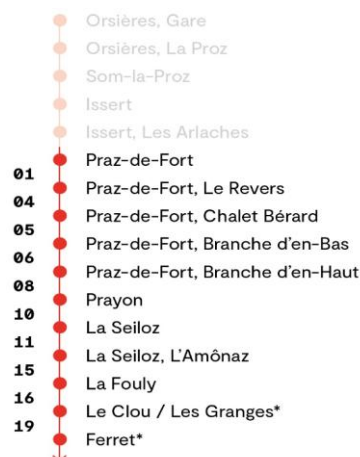 Orsières, Gare
Orsières, La Proz
Som-la-Proz
Issert
Issert, Les Arlaches
Praz-de-Fort
01
Praz-de-Fort, Le Revers
04
Praz-de-Fort, Chalet Bérard
05
Praz-de-Fort, Branche d'en-Bas
06
Praz-de-Fort, Branche d'en-Haut
08
Prayon
10
La Seiloz
11
La Seiloz, L'Amônaz
15
La Fouly
16
Le Clou / Les Granges*
19
Ferret*